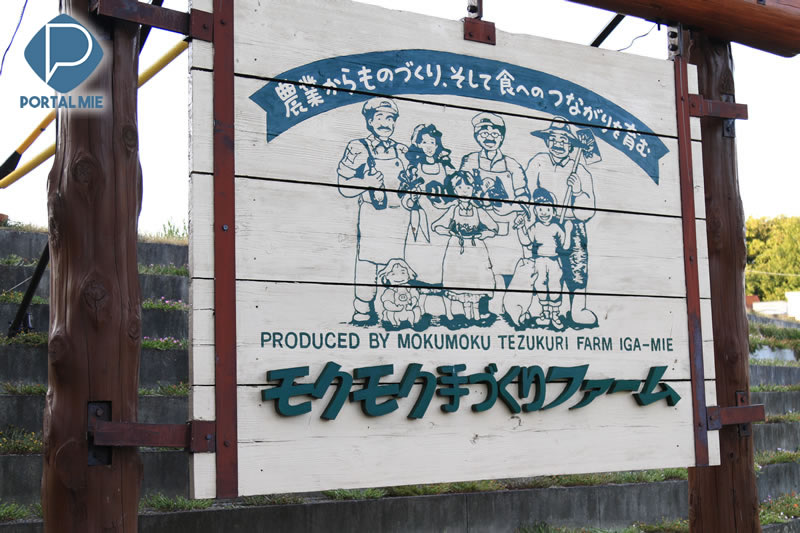 PORTAL MIE
農業からものづくり、そして食へのつながりを育む
PRODUCED BY MOKUMOKU TEZUKURI FARM IGA-MIE
モクモク手づくりファーム